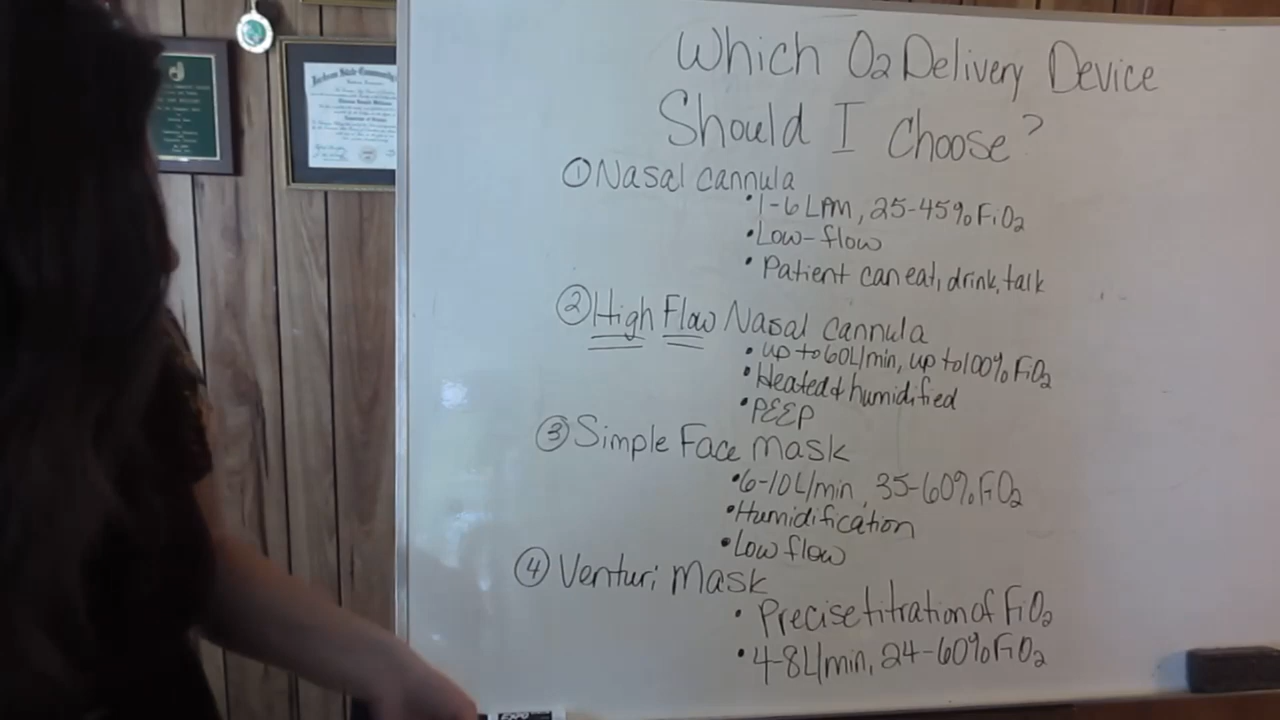 Which O2 Delivery Device
Should I Choose?
① Nasal cannula
• 1-6 LPM, 25-45% FiO2
• Low-flow
• Patient can eat, drink, talk
② High Flow Nasal cannula
• up to 60L/min, up to 100% FiO2
• Heated & humidified
• PEEP
③ Simple Face Mask
• 6-10 L/min, 35-60% FiO2
• Humidification
• Low flow
④ Venturi Mask
• Precise titration of FiO2
• 4-8 L/min, 24-60% FiO2
EXPO